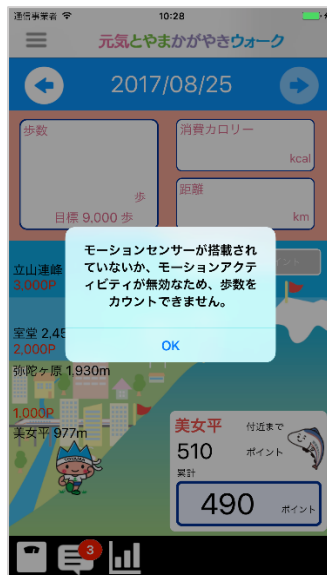 通信事業者 10:28
元気とやまかがやきウォーク
2017/08/25
歩数
歩
目標 9,000 歩
消費カロリー
kcal
距離
km
モーションセンサーが搭載され
ていないか、モーションアクテ
ィビティが無効なため、歩数を
カウントできません。
OK
イント
立山連峰
3,000P
室堂 2,45
2,000P
弥陀ヶ原 1.930m
1,000P
美女平 977m
美女平 付近まで
510 ポイント
累計
490 ポイント
3